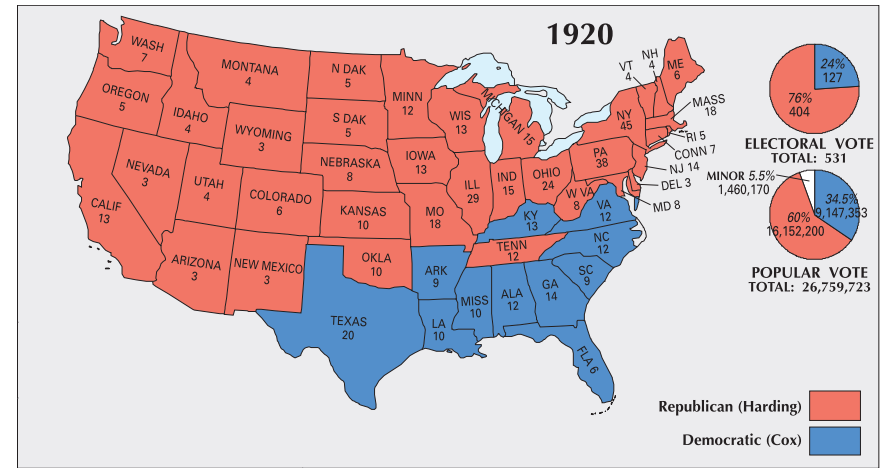 1920
WASH
7
OREGON
5
CALIF
13
NEVADA
3
IDAHO
4
MONTANA
4
WYOMING
3
UTAH
4
ARIZONA
3
COLORADO
6
NEW MEXICO
3
N DAK
5
S DAK
5
NEBRASKA
8
KANSAS
10
OKLA
10
TEXAS
20
MINN
12
IOWA
13
MO
18
ARK
9
LA
10
WIS
13
ILL
29
MICHIGAN 15
IND
15
OHIO
24
KY
13
TENN
12
MISS
10
ALA
12
GA
14
FLA 6
SC
9
NC
12
VA
12
W VA
8
PA
38
NY
45
VT
4
NH
4
ME
6
MASS
18
RI 5
CONN 7
NJ 14
DEL 3
MD 8
24%
127
76%
404
ELECTORAL VOTE
TOTAL: 531
MINOR 5.5%
1,460,170
34.5%
9,147,353
60%
16,152,200
POPULAR VOTE
TOTAL: 26,759,723
Republican (Harding)
Democratic (Cox)